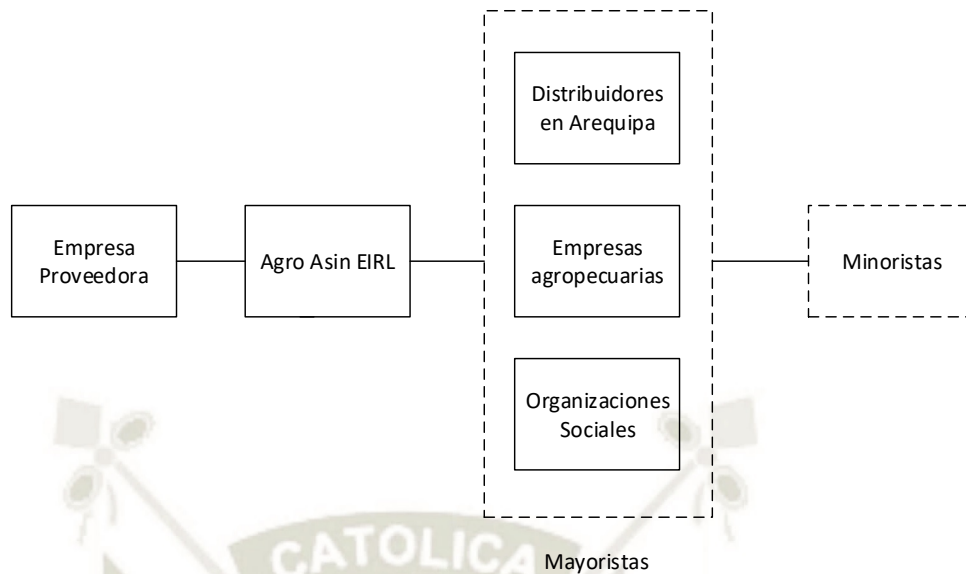 Distribuidores
en Arequipa
Empresa
Proveedora
Agro Asin EIRL
Empresas
agropecuarias
Minoristas
Organizaciones
Sociales
CATOLICA
Mayoristas